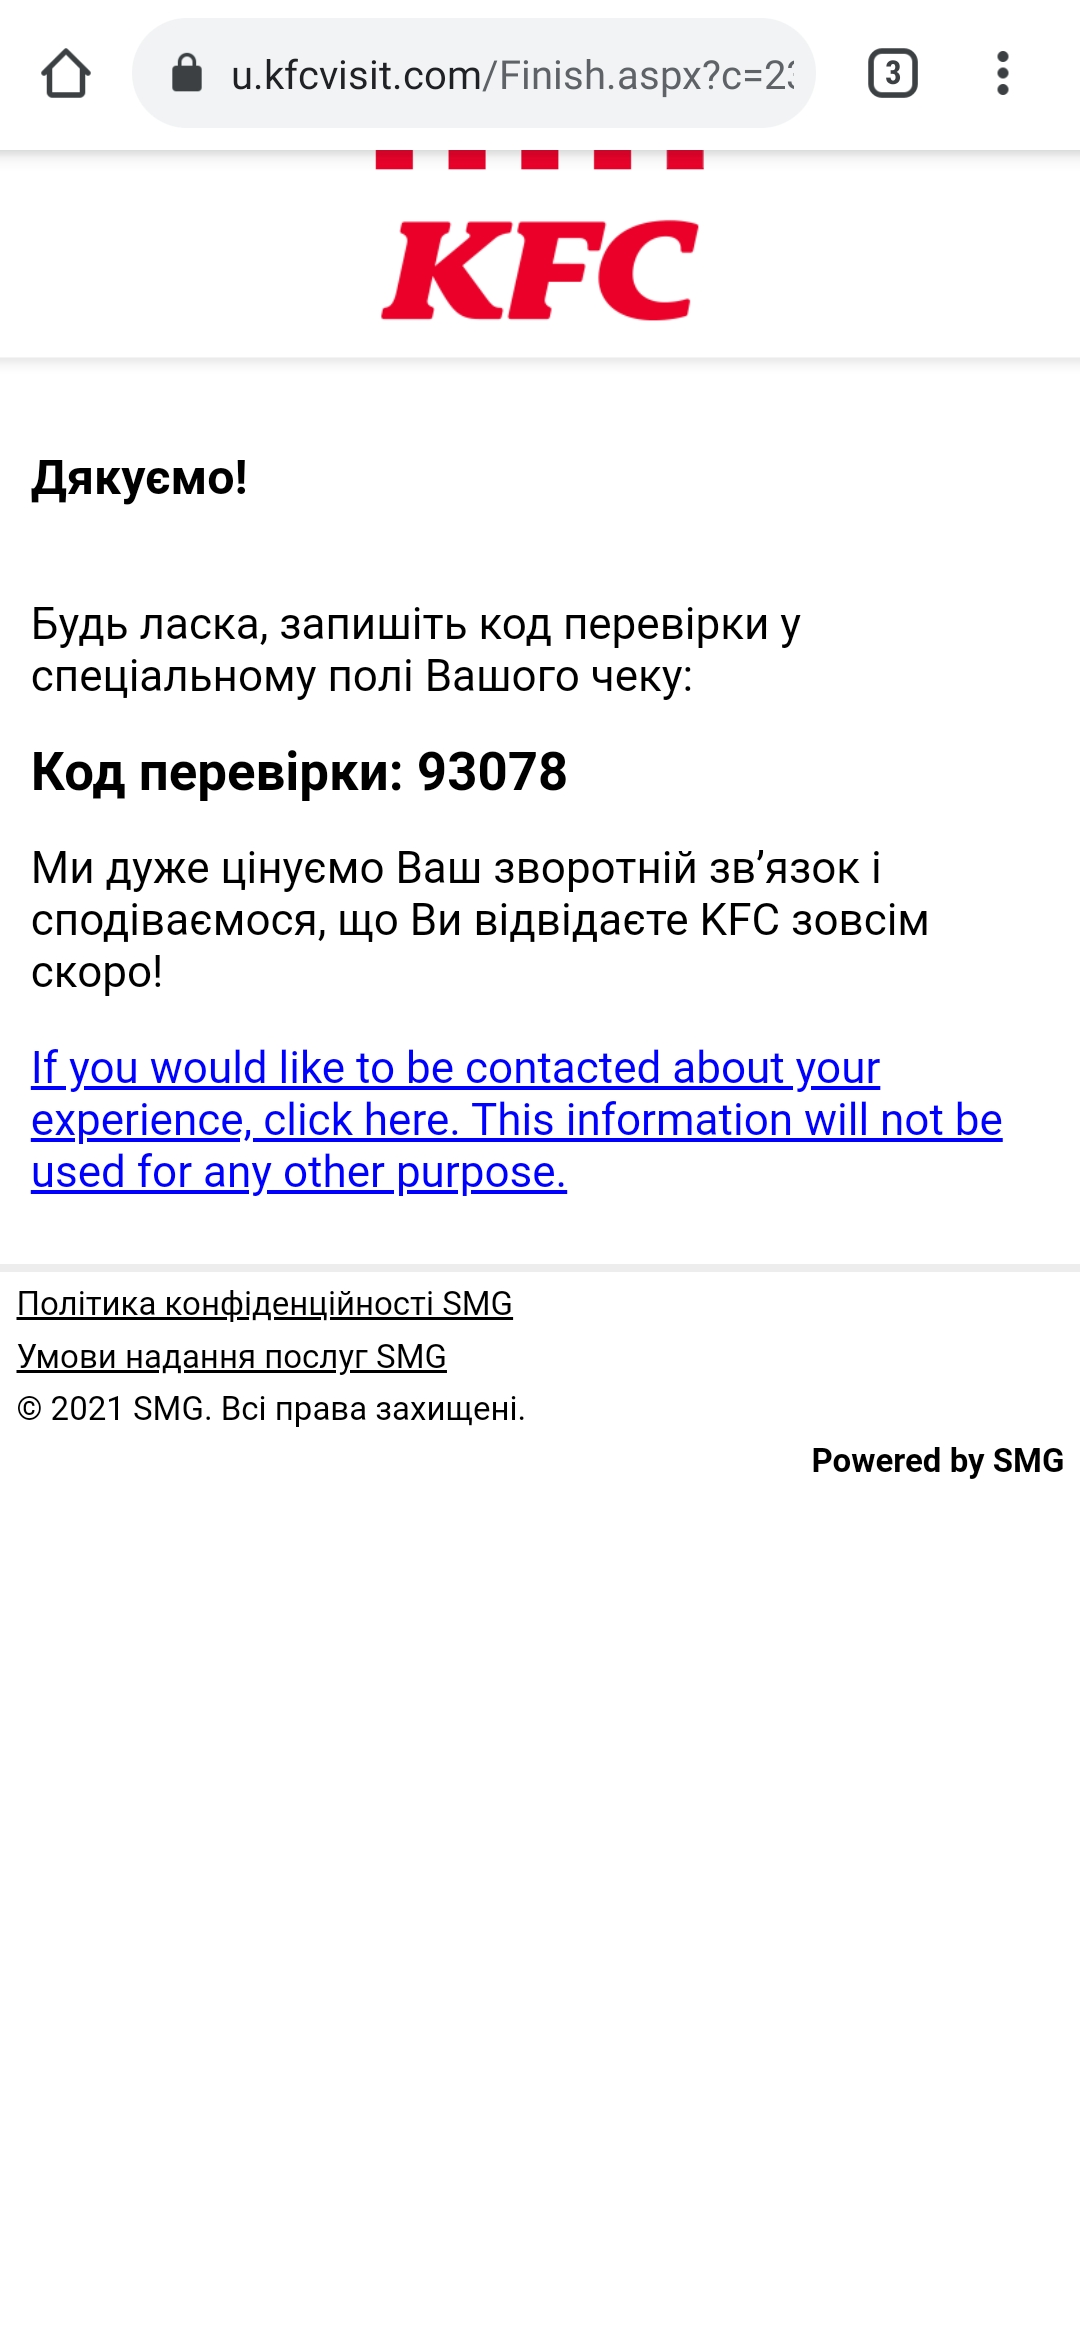 u.kfcvisit.com/Finish.aspx?c=23
3
KFC
Дякуємо!
Будь ласка, запишіть код перевірки у
спеціальному полі Вашого чеку:
Код перевірки: 93078
Ми дуже цінуємо Ваш зворотній зв’язок і
сподіваємося, що Ви відвідаєте KFC зовсім
скоро!
If you would like to be contacted about your
experience, click here. This information will not be
used for any other purpose.
Політика конфіденційності SMG
Умови надання послуг SMG
© 2021 SMG. Всі права захищені.
Powered by SMG